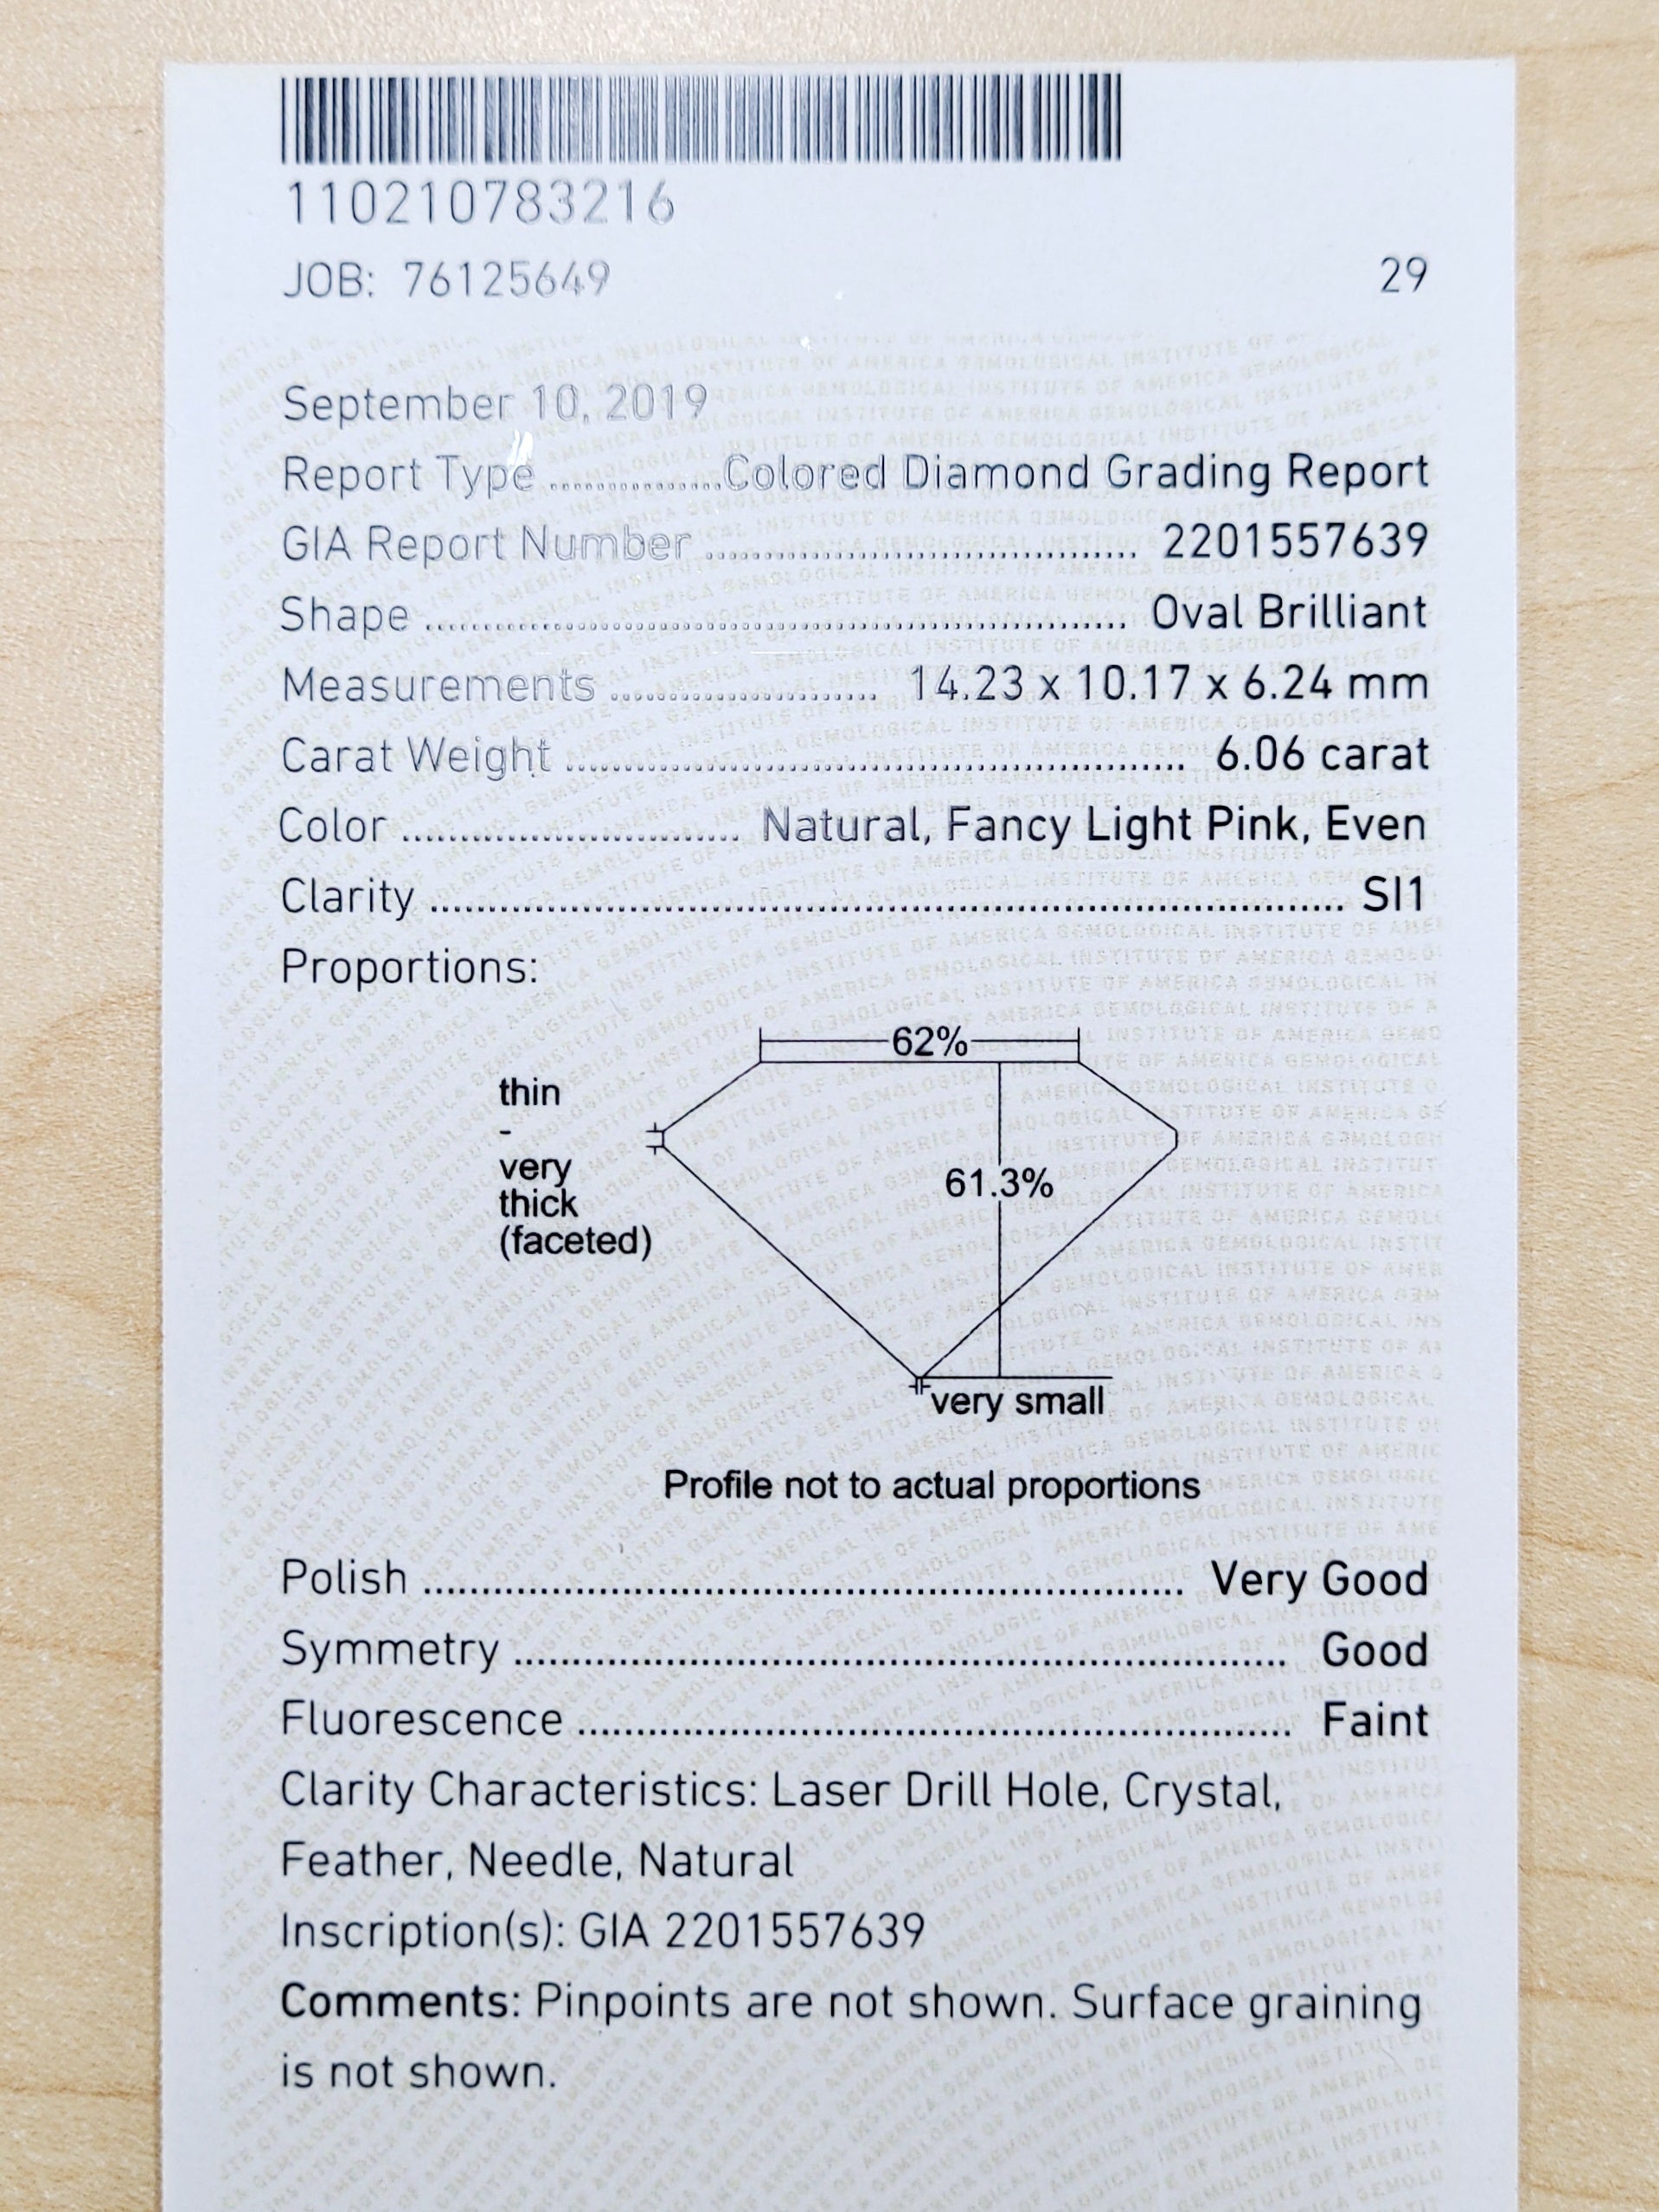 110210783216
JOB: 76125649 29
September 10, 2019
Report Type ................Colored Diamond Grading Report
GIA Report Number ..................................... 2201557639
Shape ............................................................ Oval Brilliant
Measurements ....................... 14.23 x 10.17 x 6.24 mm
Carat Weight ..................................................... 6.06 carat
Color ............................. Natural, Fancy Light Pink, Even
Clarity .............................................................................. SI1
Proportions:
62%
thin
-
very
thick
(faceted)
61.3%
very small
Profile not to actual proportions
Polish ................................................................. Very Good
Symmetry .................................................................. Good
Fluorescence ............................................................. Faint
Clarity Characteristics: Laser Drill Hole, Crystal,
Feather, Needle, Natural
Inscription(s): GIA 2201557639
Comments: Pinpoints are not shown. Surface graining
is not shown.